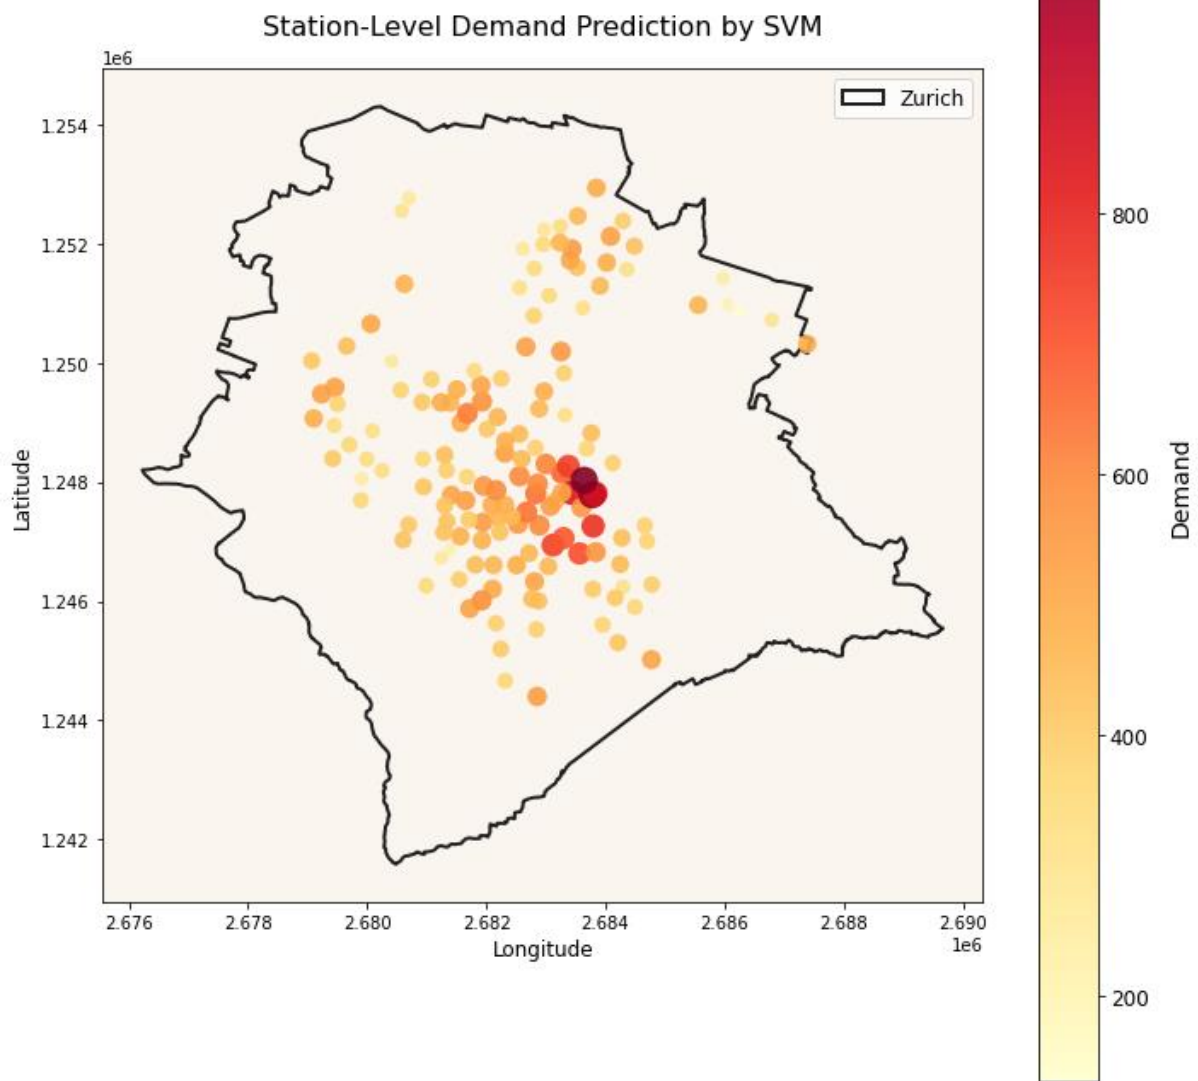 Station-Level Demand Prediction by SVM
1e6
Zurich
1.254
1.252
1.250
1.248
1.246
1.244
1.242
Latitude
2.676 2.678 2.680 2.682 2.684 2.686 2.688 2.690
1e6
Longitude
800
600
400
200
Demand